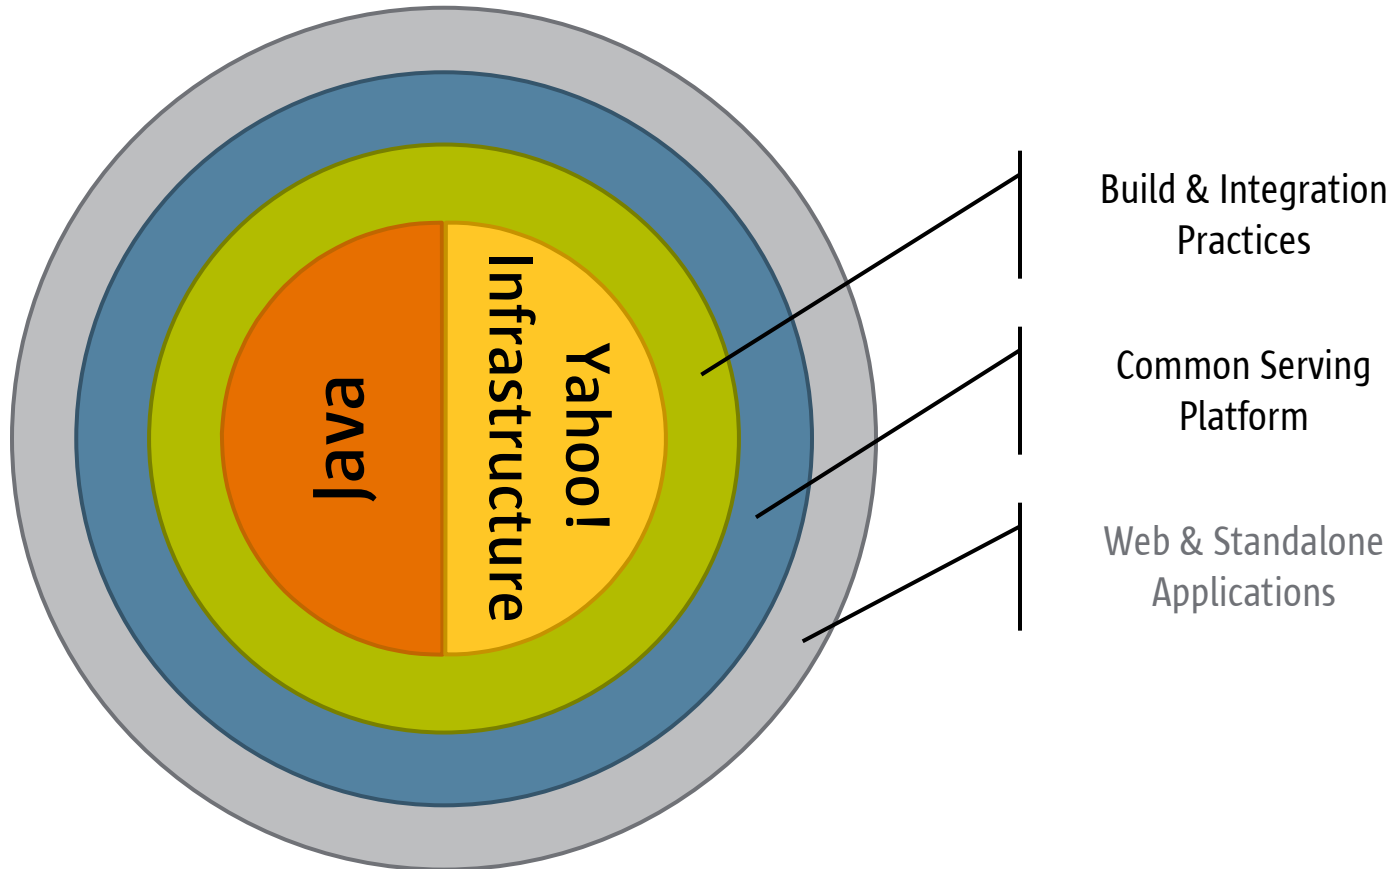 Java
Yahoo!
Infrastructure
Build & Integration
Practices
Common Serving
Platform
Web & Standalone
Applications